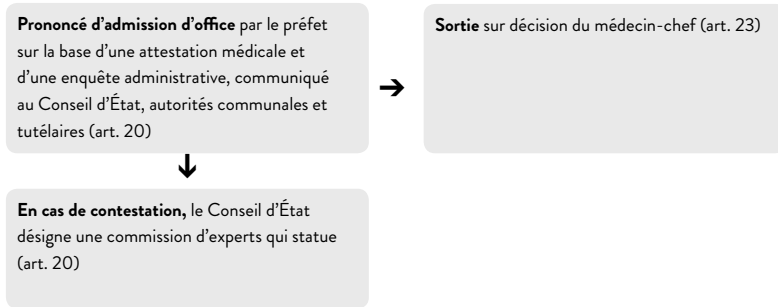 Prononcé d’admission d’office par le préfet
sur la base d’une attestation médicale et
d’une enquête administrative, communiqué
au Conseil d’État, autorités communales et
tutélaires (art. 20)
Sortie sur décision du médecin-chef (art. 23)
En cas de contestation, le Conseil d’État
désigne une commission d’experts qui statue
(art. 20)